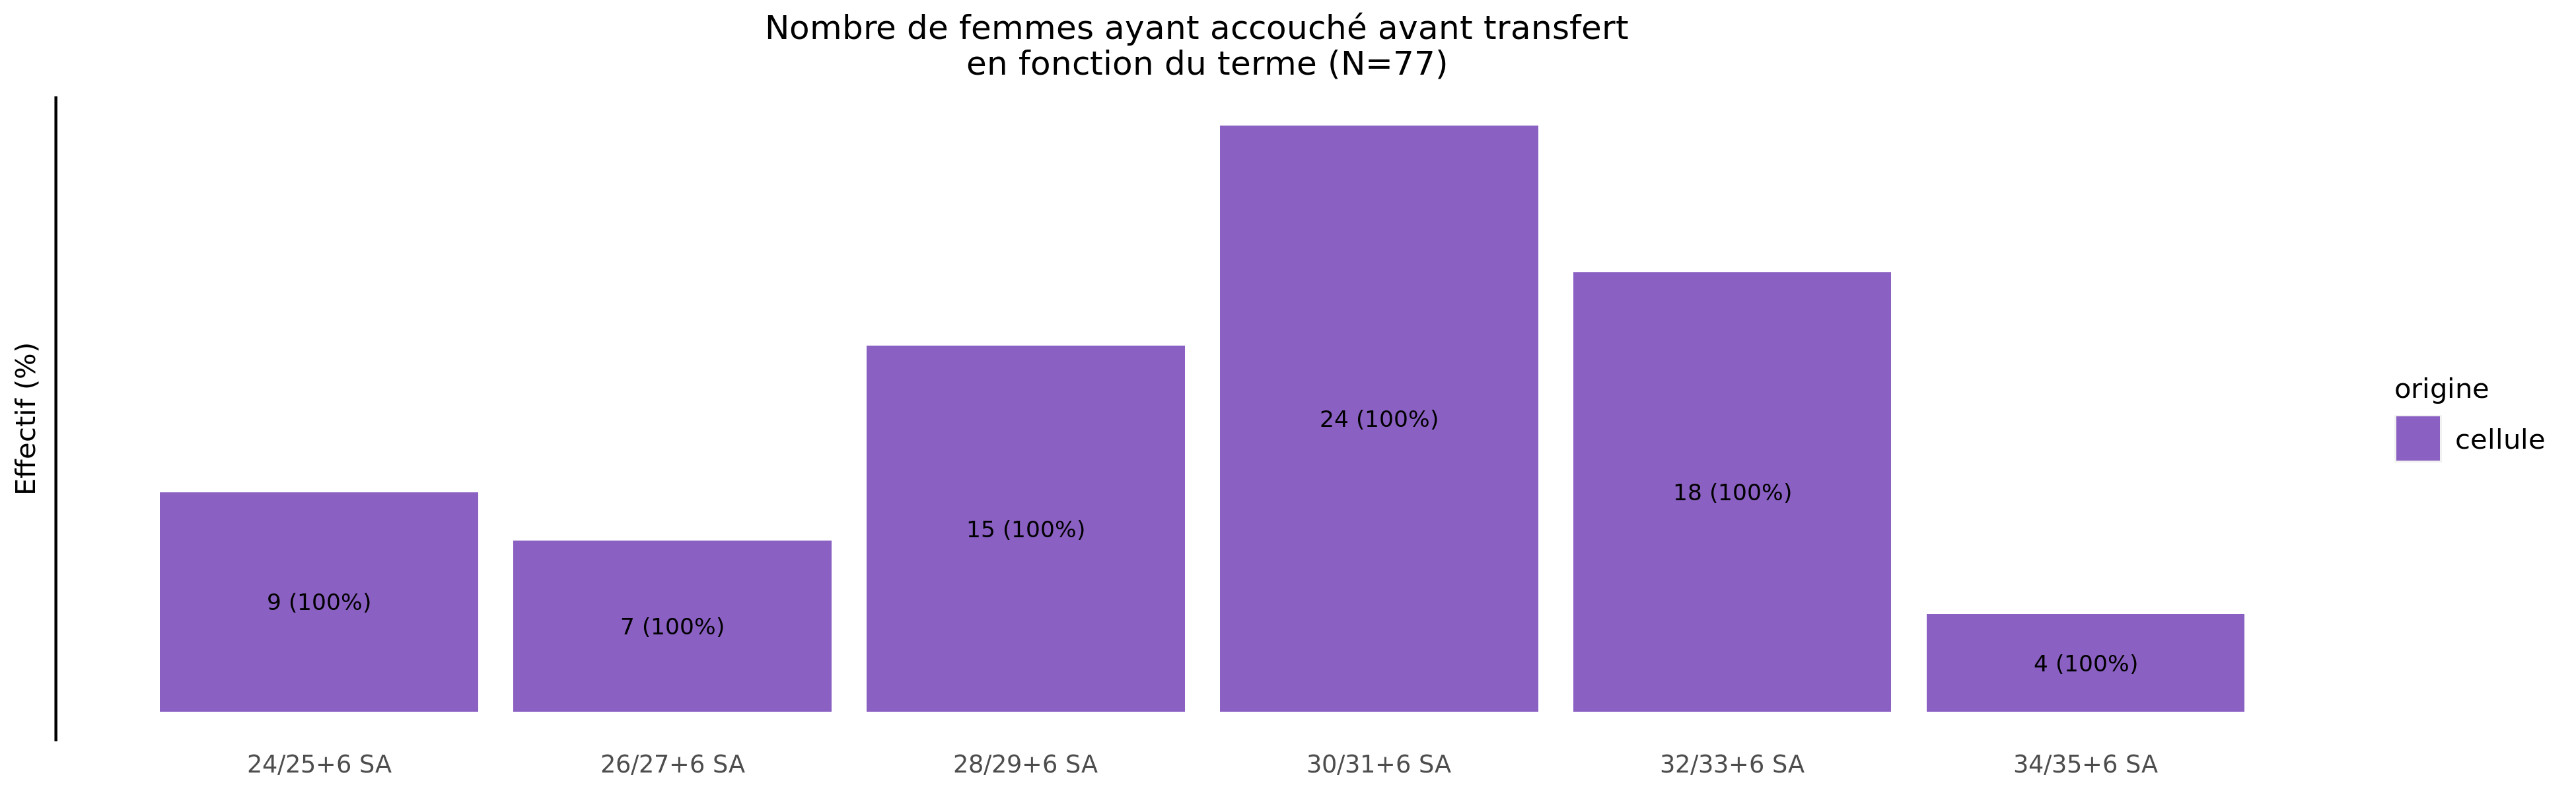 Nombre de femmes ayant accouché avant transfert
en fonction du terme (N=77)
Effectif (%)
9 (100%)
7 (100%)
15 (100%)
24 (100%)
18 (100%)
4 (100%)
24/25+6 SA
26/27+6 SA
28/29+6 SA
30/31+6 SA
32/33+6 SA
34/35+6 SA
origine
cellule